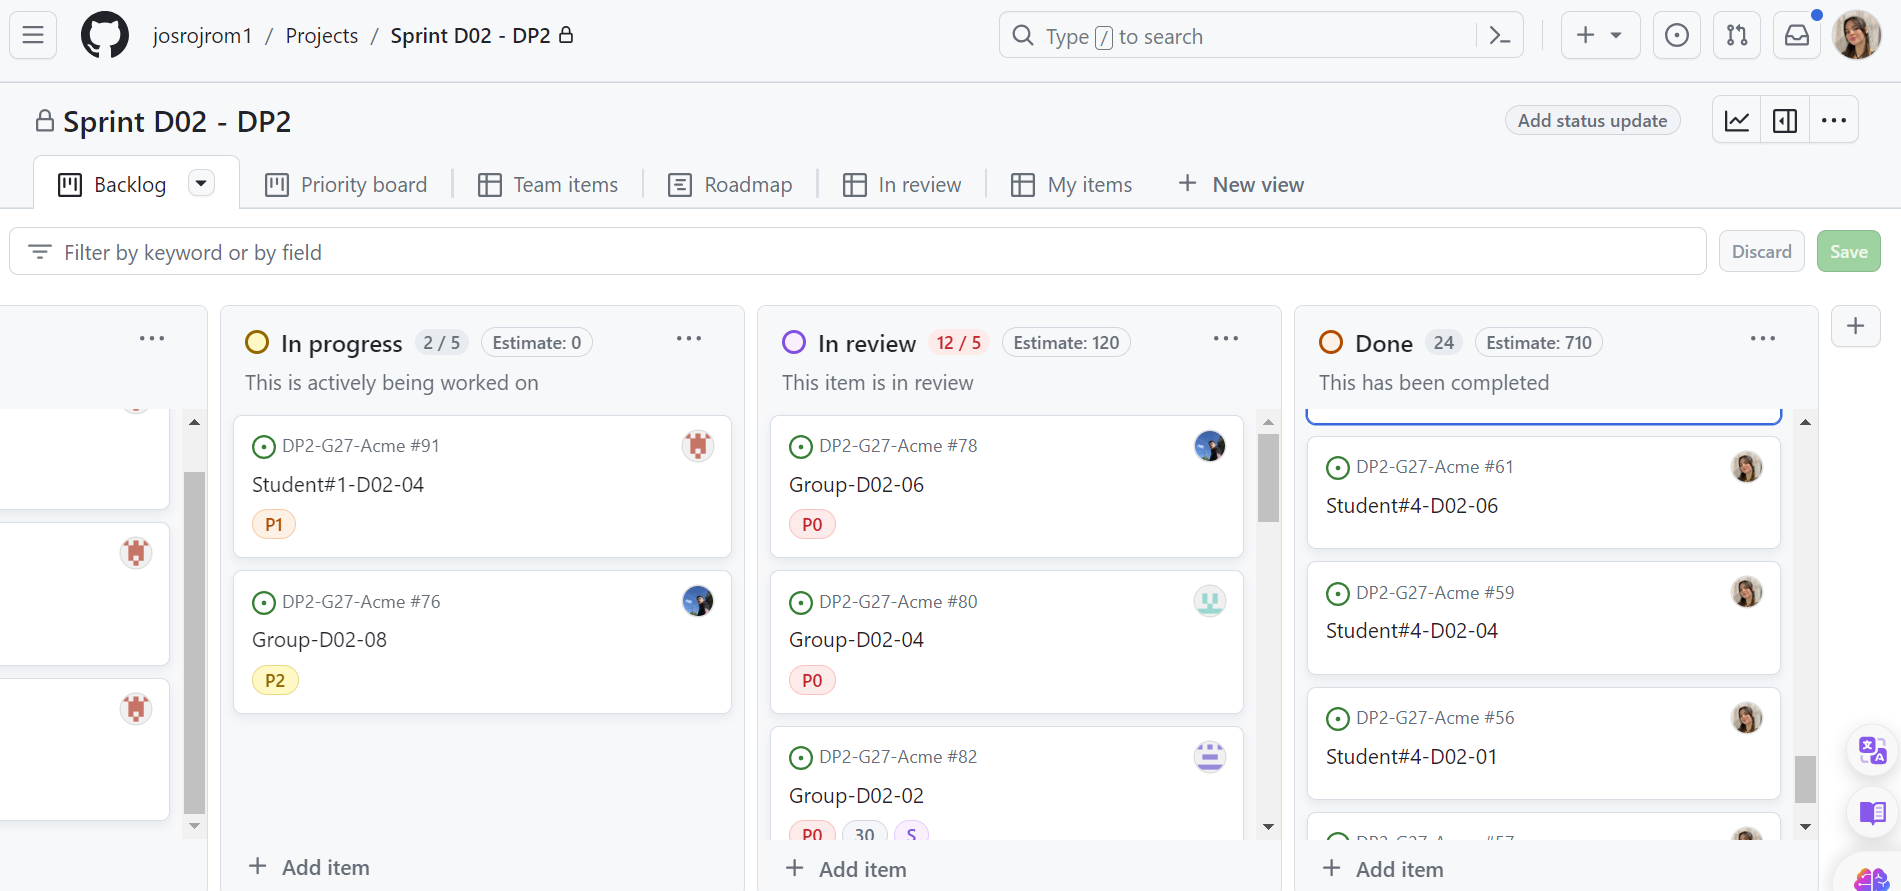 josrojrom1 / Projects / Sprint D02 - DP2
Type / to search
Sprint D02 - DP2
Add status update
Backlog
Priority board
Team items
Roadmap
In review
My items
New view
Filter by keyword or by field
Discard
Save
In progress 2 / 5 Estimate: 0
This is actively being worked on
DP2-G27-Acme #91
Student#1-D02-04
P1
DP2-G27-Acme #76
Group-D02-08
P2
Add item
In review 12 / 5 Estimate: 120
This item is in review
DP2-G27-Acme #78
Group-D02-06
P0
DP2-G27-Acme #80
Group-D02-04
P0
DP2-G27-Acme #82
Group-D02-02
P0 30 S
Add item
Done 24 Estimate: 710
This has been completed
DP2-G27-Acme #61
Student#4-D02-06
DP2-G27-Acme #59
Student#4-D02-04
DP2-G27-Acme #56
Student#4-D02-01
DP2-G27-Acme #57
Add item